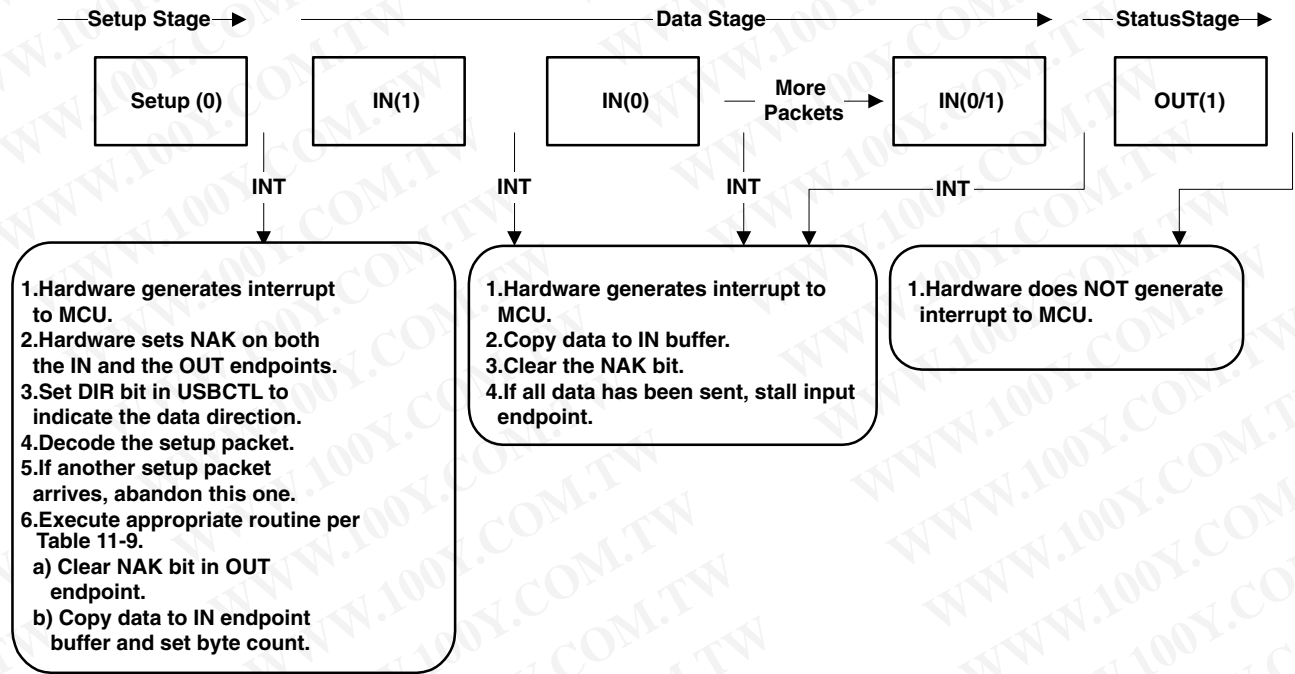 Setup Stage
Data Stage
StatusStage
Setup (0)
IN(1)
IN(0)
More
Packets
IN(0/1)
OUT(1)
INT
INT
INT
INT
1.Hardware generates interrupt
to MCU.
2.Hardware sets NAK on both
the IN and the OUT endpoints.
3.Set DIR bit in USBCTL to
indicate the data direction.
4.Decode the setup packet.
5.If another setup packet
arrives, abandon this one.
6.Execute appropriate routine per
Table 11-9.
a) Clear NAK bit in OUT
endpoint.
b) Copy data to IN endpoint
buffer and set byte count.
1.Hardware generates interrupt to
MCU.
2.Copy data to IN buffer.
3.Clear the NAK bit.
4.If all data has been sent, stall input
endpoint.
1.Hardware does NOT generate
interrupt to MCU.
WWW.100Y.COM.TW